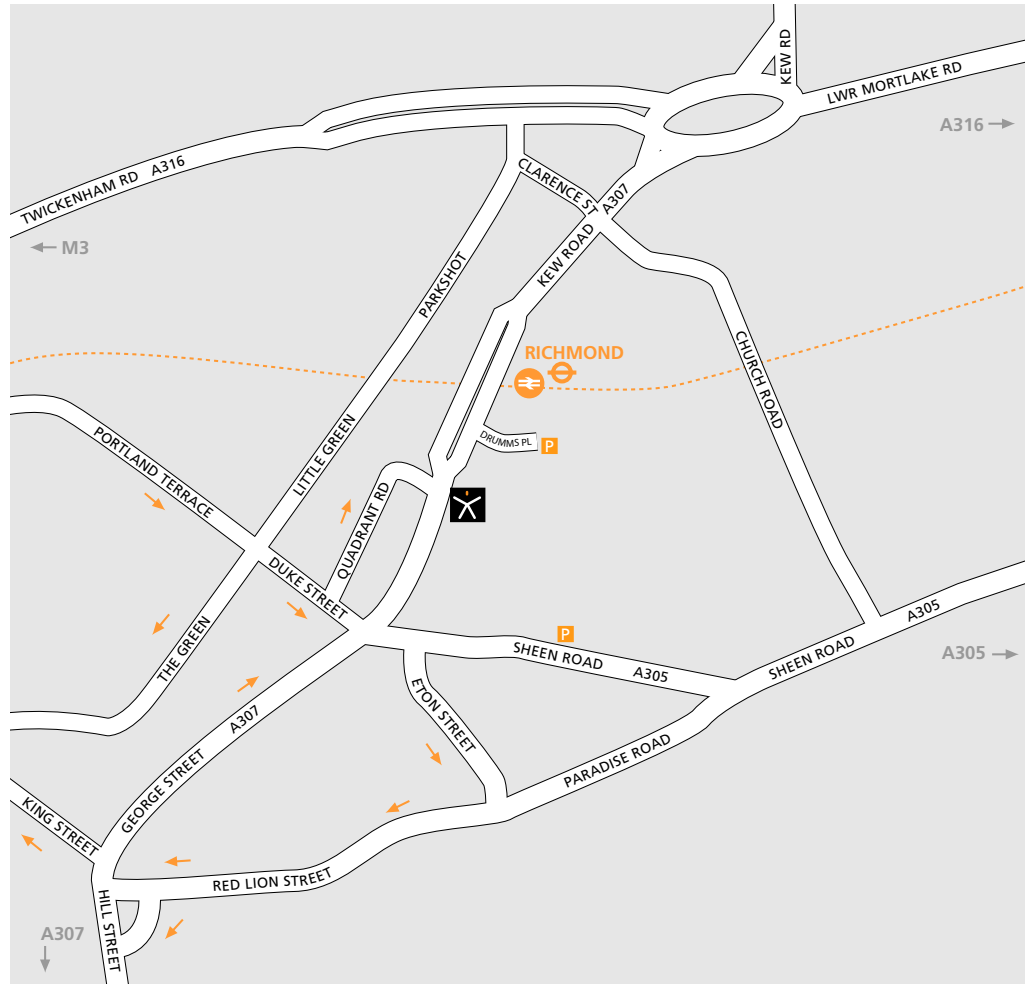 KEW RD
LWR MORTLAKE RD
A316
TWICKENHAM RD A316
CLARENCE ST
A307
M3
KEW ROAD
PARKSHOT
RICHMOND
CHURCH ROAD
DRUMMS PL
P
PORTLAND TERRACE
LITTLE GREEN
QUADRANT RD
DUKE STREET
THE GREEN
P
SHEEN ROAD A305
SHEEN ROAD A305
A305
ETON STREET
GEORGE STREET A307
PARADISE ROAD
KING STREET
RED LION STREET
HILL STREET
A307